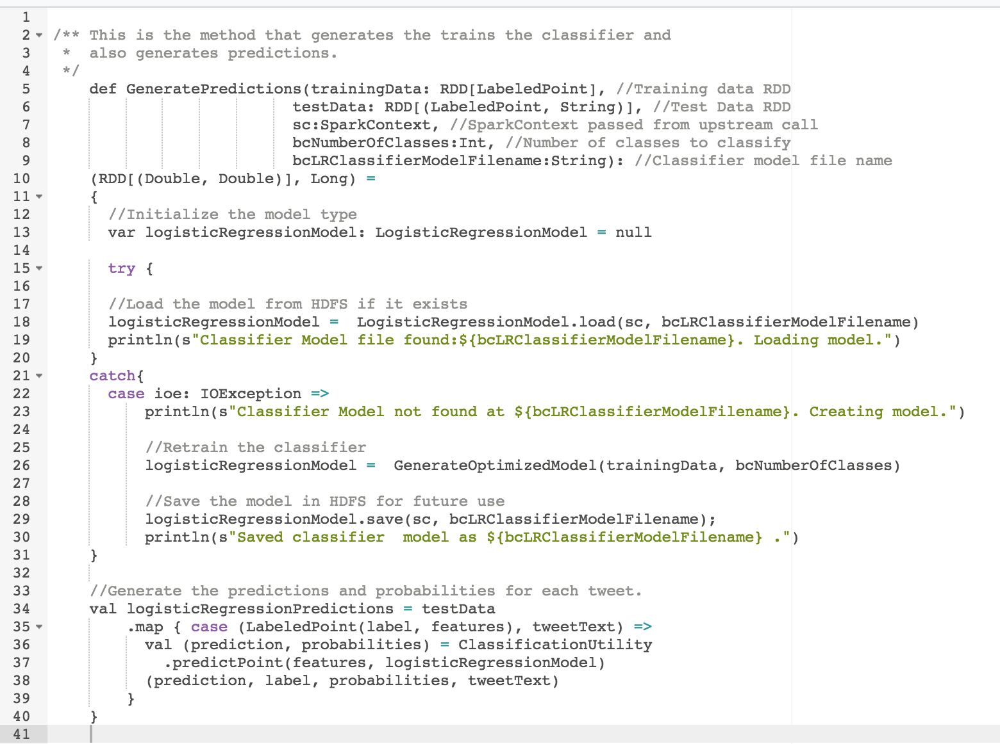 1
2 /** This is the method that generates the trains the classifier and
3  *  also generates predictions.
4  */
5     def GeneratePredictions(trainingData: RDD[LabeledPoint], //Training data RDD
6                           testData: RDD[(LabeledPoint, String)], //Test Data RDD
7                           sc:SparkContext, //SparkContext passed from upstream call
8                           bcNumberOfClasses:Int, //Number of classes to classify
9                           bcLRClassifierModelFilename:String): //Classifier model file name
10     (RDD[(Double, Double)], Long) =
11     {
12       //Initialize the model type
13       var logisticRegressionModel: LogisticRegressionModel = null
14
15       try {
16
17       //Load the model from HDFS if it exists
18       logisticRegressionModel =  LogisticRegressionModel.load(sc, bcLRClassifierModelFilename)
19       println(s"Classifier Model file found:${bcLRClassifierModelFilename}. Loading model.")
20     }
21     catch{
22       case ioe: IOException =>
23           println(s"Classifier Model not found at ${bcLRClassifierModelFilename}. Creating model.")
24
25           //Retrain the classifier
26           logisticRegressionModel =  GenerateOptimizedModel(trainingData, bcNumberOfClasses)
27
28           //Save the model in HDFS for future use
29           logisticRegressionModel.save(sc, bcLRClassifierModelFilename);
30           println(s"Saved classifier  model as ${bcLRClassifierModelFilename} .")
31     }
32
33     //Generate the predictions and probabilities for each tweet.
34     val logisticRegressionPredictions = testData
35         .map { case (LabeledPoint(label, features), tweetText) =>
36           val (prediction, probabilities) = ClassificationUtility
37             .predictPoint(features, logisticRegressionModel)
38           (prediction, label, probabilities, tweetText)
39         }
40     }
41